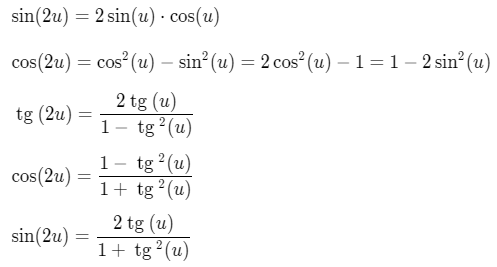 sin(2u) = 2 sin(u) · cos(u)
cos(2u) = cos²(u) − sin²(u) = 2 cos²(u) − 1 = 1 − 2 sin²(u)
tg (2u) = 2 tg (u) / 1 − tg ²(u)
cos(2u) = 1 − tg ²(u) / 1 + tg ²(u)
sin(2u) = 2 tg (u) / 1 + tg ²(u)